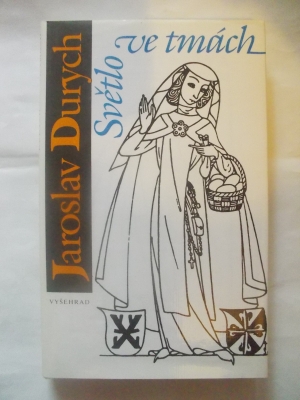 Jaroslav Durych
Světlo
ve tmách
VYŠEHRAD